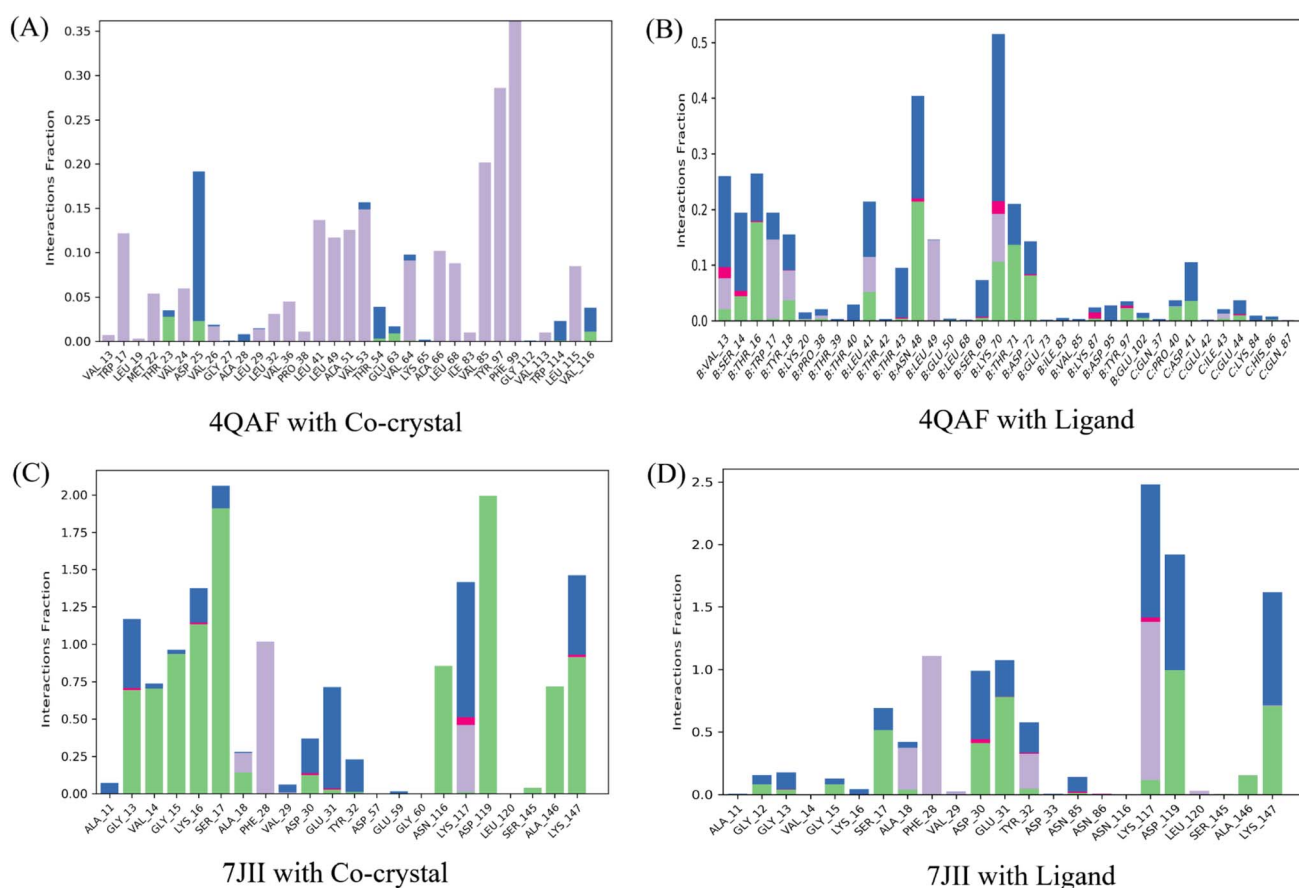 (A)
Interactions Fraction
0.35
0.30
0.25
0.20
0.15
0.10
0.05
0.00
VAL_13
TRP_17
LEU_19
MET_22
THR_23
VAL_24
ASP_25
VAL_26
GLY_27
ALA_28
LEU_29
LEU_32
VAL_36
PRO_38
LEU_41
LEU_49
ALA_51
VAL_53
THR_54
GLU_63
VAL_64
LYS_65
ALA_66
LEU_68
ILE_83
VAL_85
TYR_97
PHE_99
GLY_112
VAL_113
TRP_114
LEU_115
VAL_116
4QAF with Co-crystal
(B)
Interactions Fraction
0.5
0.4
0.3
0.2
0.1
0.0
B:VAL_13
B:SER_14
B:THR_16
B:TRP_17
B:TYR_18
B:LYS_20
B:PRO_38
B:THR_39
B:THR_40
B:LEU_41
B:THR_42
B:THR_43
B:ASN_48
B:LEU_49
B:GLU_50
B:LEU_68
B:SER_69
B:LYS_70
B:THR_71
B:ASP_72
B:GLU_73
B:ILE_83
B:VAL_85
B:LYS_87
B:ASP_95
B:TYR_97
B:GLU_102
C:GLN_37
C:PRO_40
C:ASP_41
C:GLU_42
C:ILE_43
C:GLU_44
C:LYS_84
C:HIS_86
C:GLN_87
4QAF with Ligand
(C)
Interactions Fraction
2.00
1.75
1.50
1.25
1.00
0.75
0.50
0.25
0.00
ALA_11
GLY_13
VAL_14
GLY_15
LYS_16
SER_17
ALA_18
PHE_28
VAL_29
ASP_30
GLU_31
TYR_32
ASP_57
GLU_59
GLY_60
ASN_116
LYS_117
ASP_119
LEU_120
SER_145
ALA_146
LYS_147
7JII with Co-crystal
(D)
Interactions Fraction
2.5
2.0
1.5
1.0
0.5
0.0
ALA_11
GLY_12
GLY_13
VAL_14
GLY_15
LYS_16
SER_17
ALA_18
PHE_28
VAL_29
ASP_30
GLU_31
TYR_32
ASP_33
ASN_85
ASN_86
ASN_116
LYS_117
ASP_119
LEU_120
SER_145
ALA_146
LYS_147
7JII with Ligand